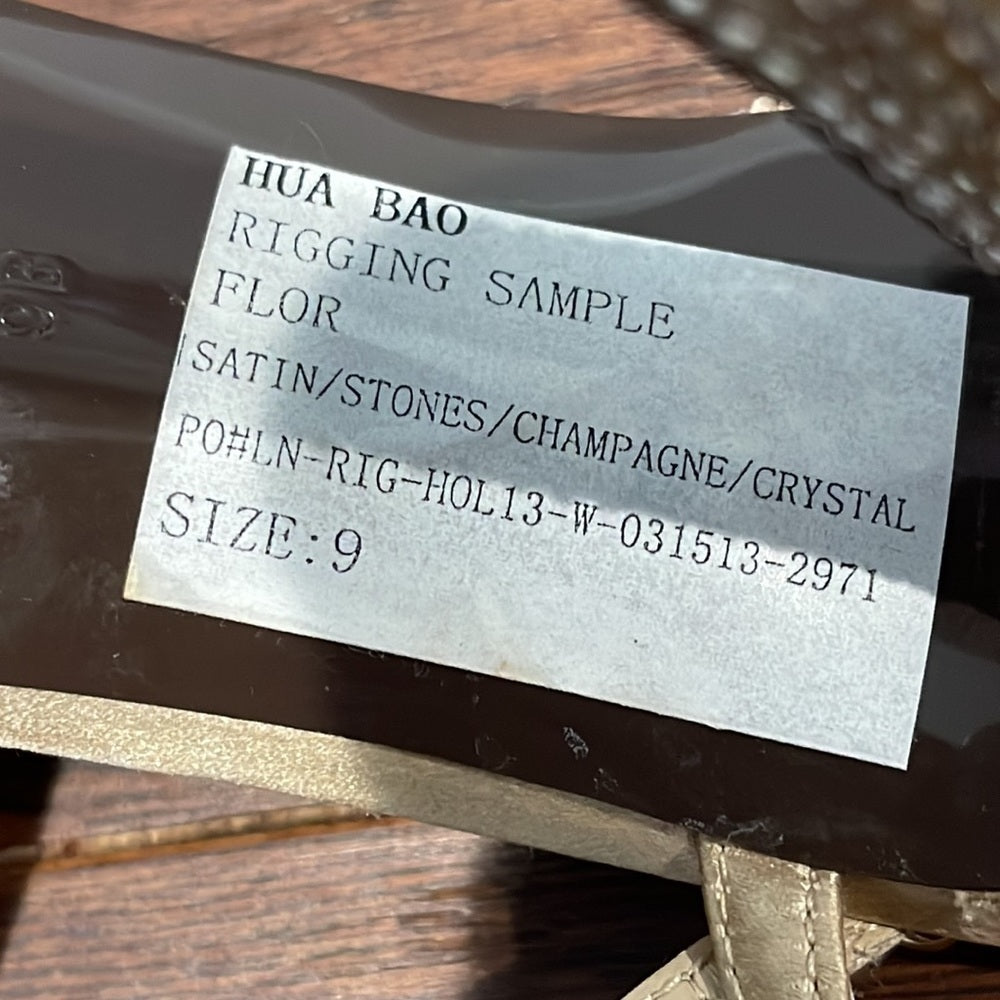 HUA BAO
RIGGING SAMPLE
FLOR
SATIN/STONES/CHAMPAGNE/CRYSTAL
PO#LN-RIG-HOL13-W-031513-2971
SIZE:9